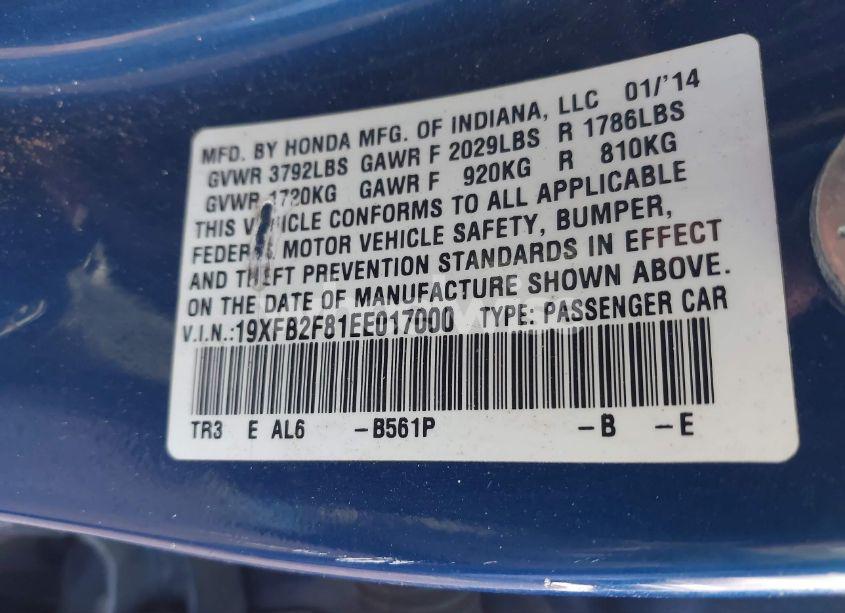 MFD. BY HONDA MFG. OF INDIANA, LLC 01/'14
GVWR 3792LBS GAWR F 2029LBS R 1786LBS
GVWR 1720KG GAWR F 920KG R 810KG
THIS VEHICLE CONFORMS TO ALL APPLICABLE
FEDERAL MOTOR VEHICLE SAFETY, BUMPER,
AND THEFT PREVENTION STANDARDS IN EFFECT
ON THE DATE OF MANUFACTURE SHOWN ABOVE.
V.I.N.:19XFB2F81EE017000 TYPE: PASSENGER CAR
TR3 E AL6 -B561P -B -E